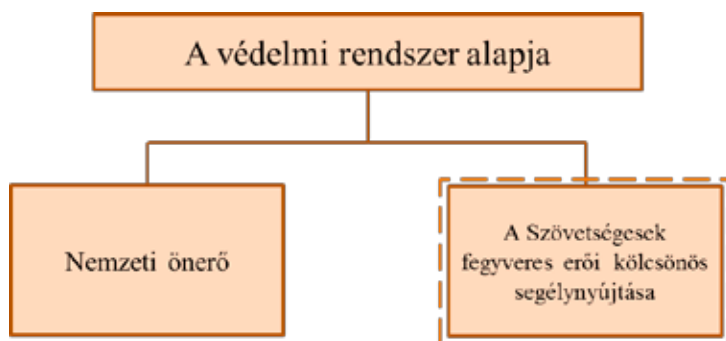 A védelmi rendszer alapja
Nemzeti önerő
A Szövetségesek
fegyveres erői kölcsönös
segélynyújtása